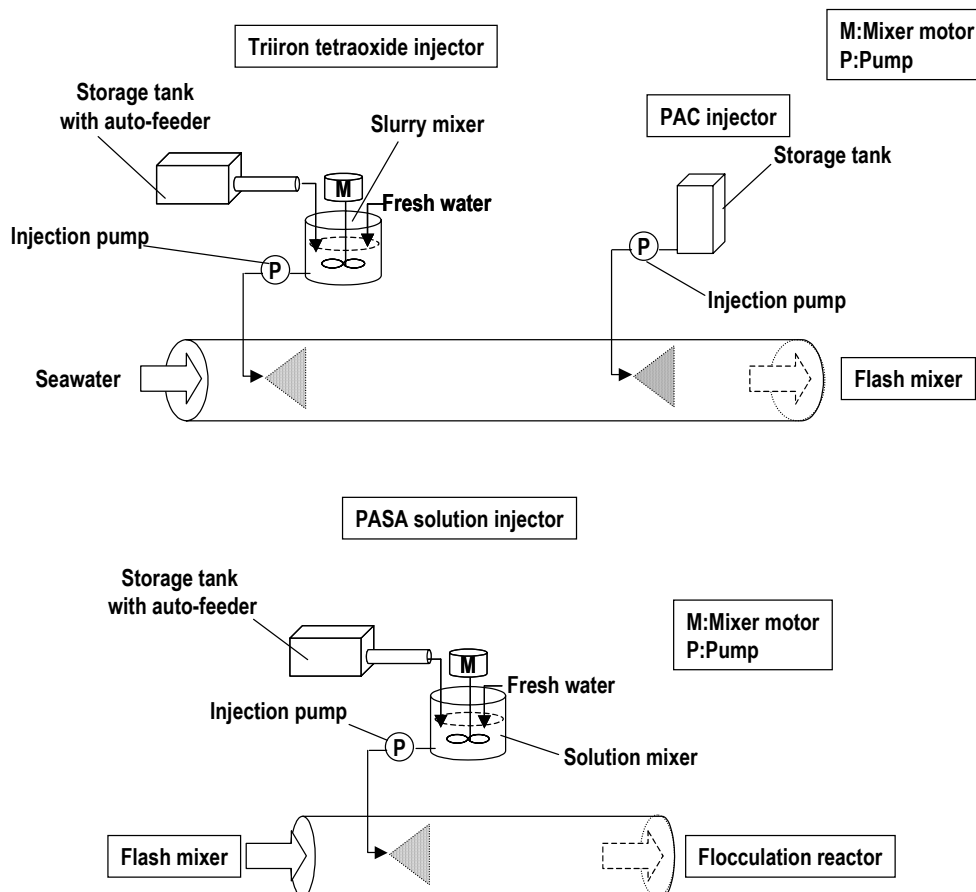 Triiron tetraoxide injector
M:Mixer motor
P:Pump
Storage tank
with auto-feeder
Slurry mixer
PAC injector
Storage tank
M
Fresh water
Injection pump
P
P
Injection pump
Seawater
Flash mixer
PASA solution injector
Storage tank
with auto-feeder
M:Mixer motor
P:Pump
M
Fresh water
Injection pump
P
Solution mixer
Flash mixer
Flocculation reactor